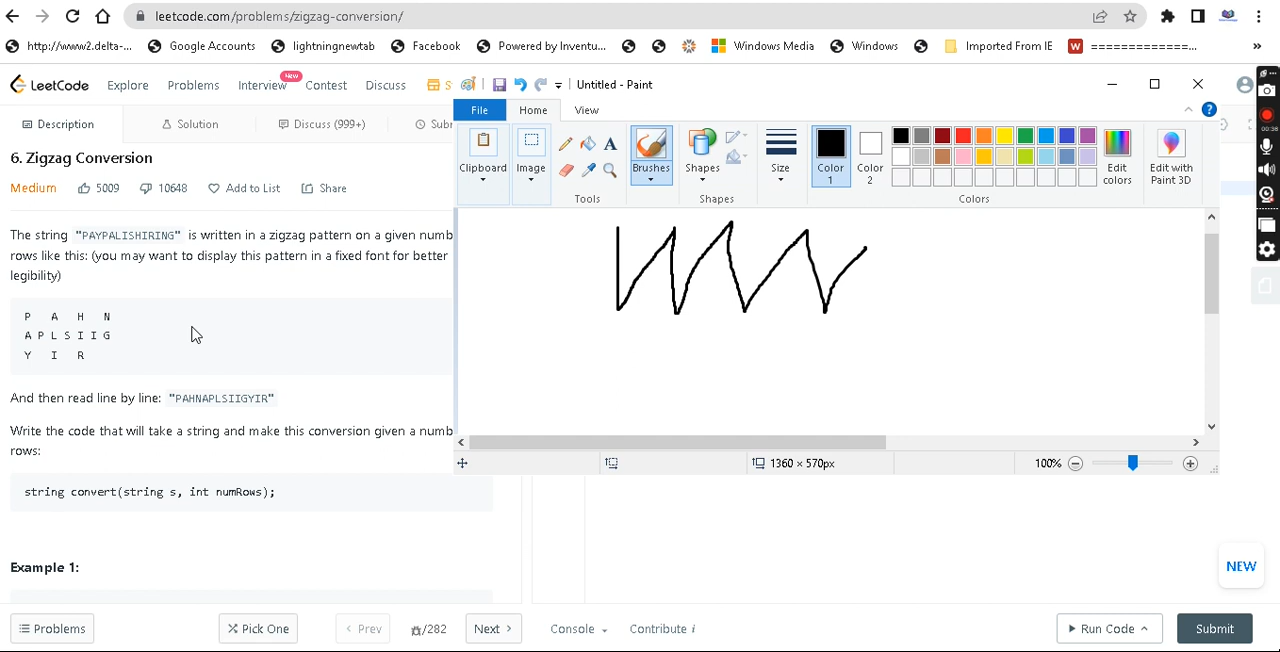 leetcode.com/problems/zigzag-conversion/
http://www2.delta-... Google Accounts lightningnewtab Facebook Powered by Inventu... Windows Media Windows Imported From IE W ============...  »
LeetCode Explore Problems Interview New Contest Discuss S Untitled - Paint
File Home View
Description Solution Discuss (999+) Sub
Clipboard Image Tools Brushes Shapes Size Color 1 Color 2 Edit colors Edit with Paint 3D
Shapes Colors
00:38
6. Zigzag Conversion
Medium 5009 10648 Add to List Share
The string "PAYPALISHIRING" is written in a zigzag pattern on a given numb
rows like this: (you may want to display this pattern in a fixed font for better
legibility)
P A H N
A P L S I I G
Y I R
And then read line by line: "PAHNAPLSIIGYIR"
Write the code that will take a string and make this conversion given a numb
rows:
string convert(string s, int numRows);
1360 × 570px 100%
Example 1:
NEW
Problems Pick One < Prev /282 Next > Console Contribute i Run Code Submit